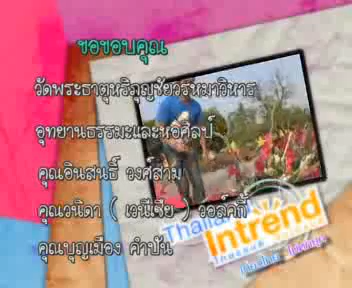 ขอขอบคุณ
วัดพระธาตุหริภุญชัยวรมหาวิหาร
อุทยานธรรมะและหอศิลป์
คุณอินสนธิ์ วงศ์สาม
คุณวนิดา ( เวนีเซีย ) วอล์คกี้
คุณบุญเมือง คำปัน
Thailand
Intrend